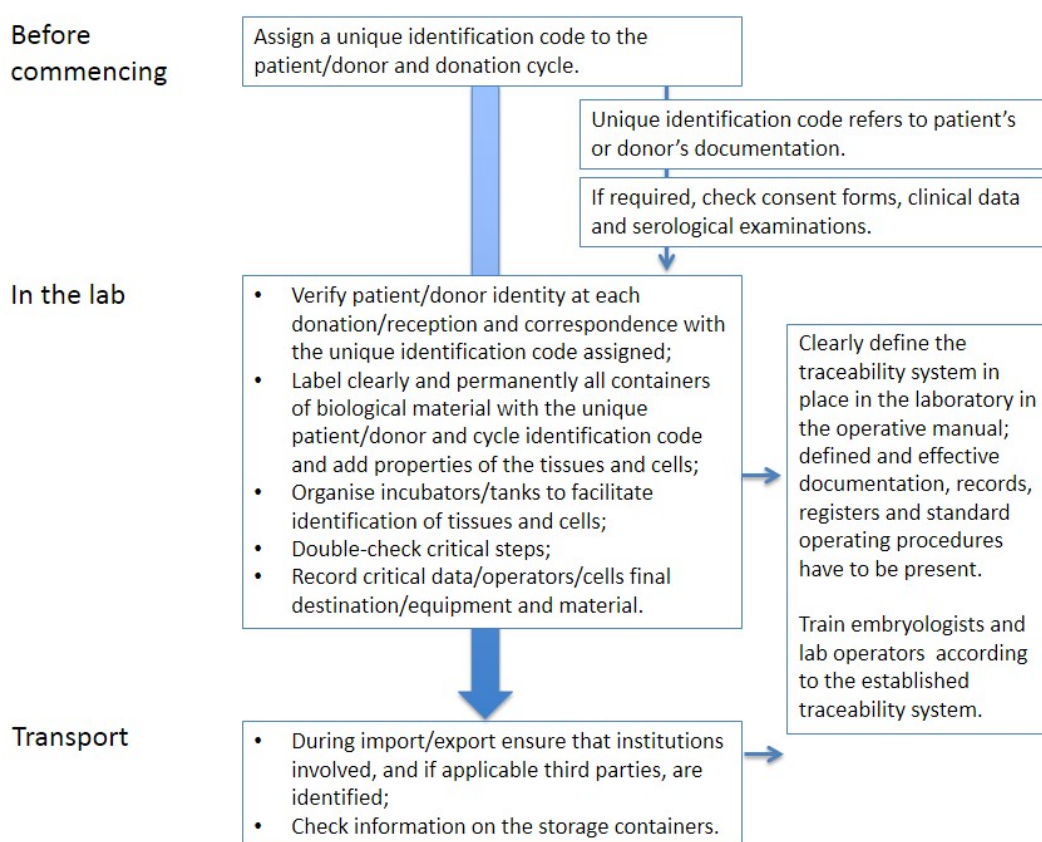 Before
commencing
Assign a unique identification code to the
patient/donor and donation cycle.
Unique identification code refers to patient's
or donor's documentation.
If required, check consent forms, clinical data
and serological examinations.
In the lab
• Verify patient/donor identity at each
donation/reception and correspondence with
the unique identification code assigned;
• Label clearly and permanently all containers
of biological material with the unique
patient/donor and cycle identification code
and add properties of the tissues and cells;
• Organise incubators/tanks to facilitate
identification of tissues and cells;
• Double-check critical steps;
• Record critical data/operators/cells final
destination/equipment and material.
Clearly define the
traceability system in
place in the laboratory in
the operative manual;
defined and effective
documentation, records,
registers and standard
operating procedures
have to be present.
Train embryologists and
lab operators according
to the established
traceability system.
Transport
• During import/export ensure that institutions
involved, and if applicable third parties, are
identified;
• Check information on the storage containers.